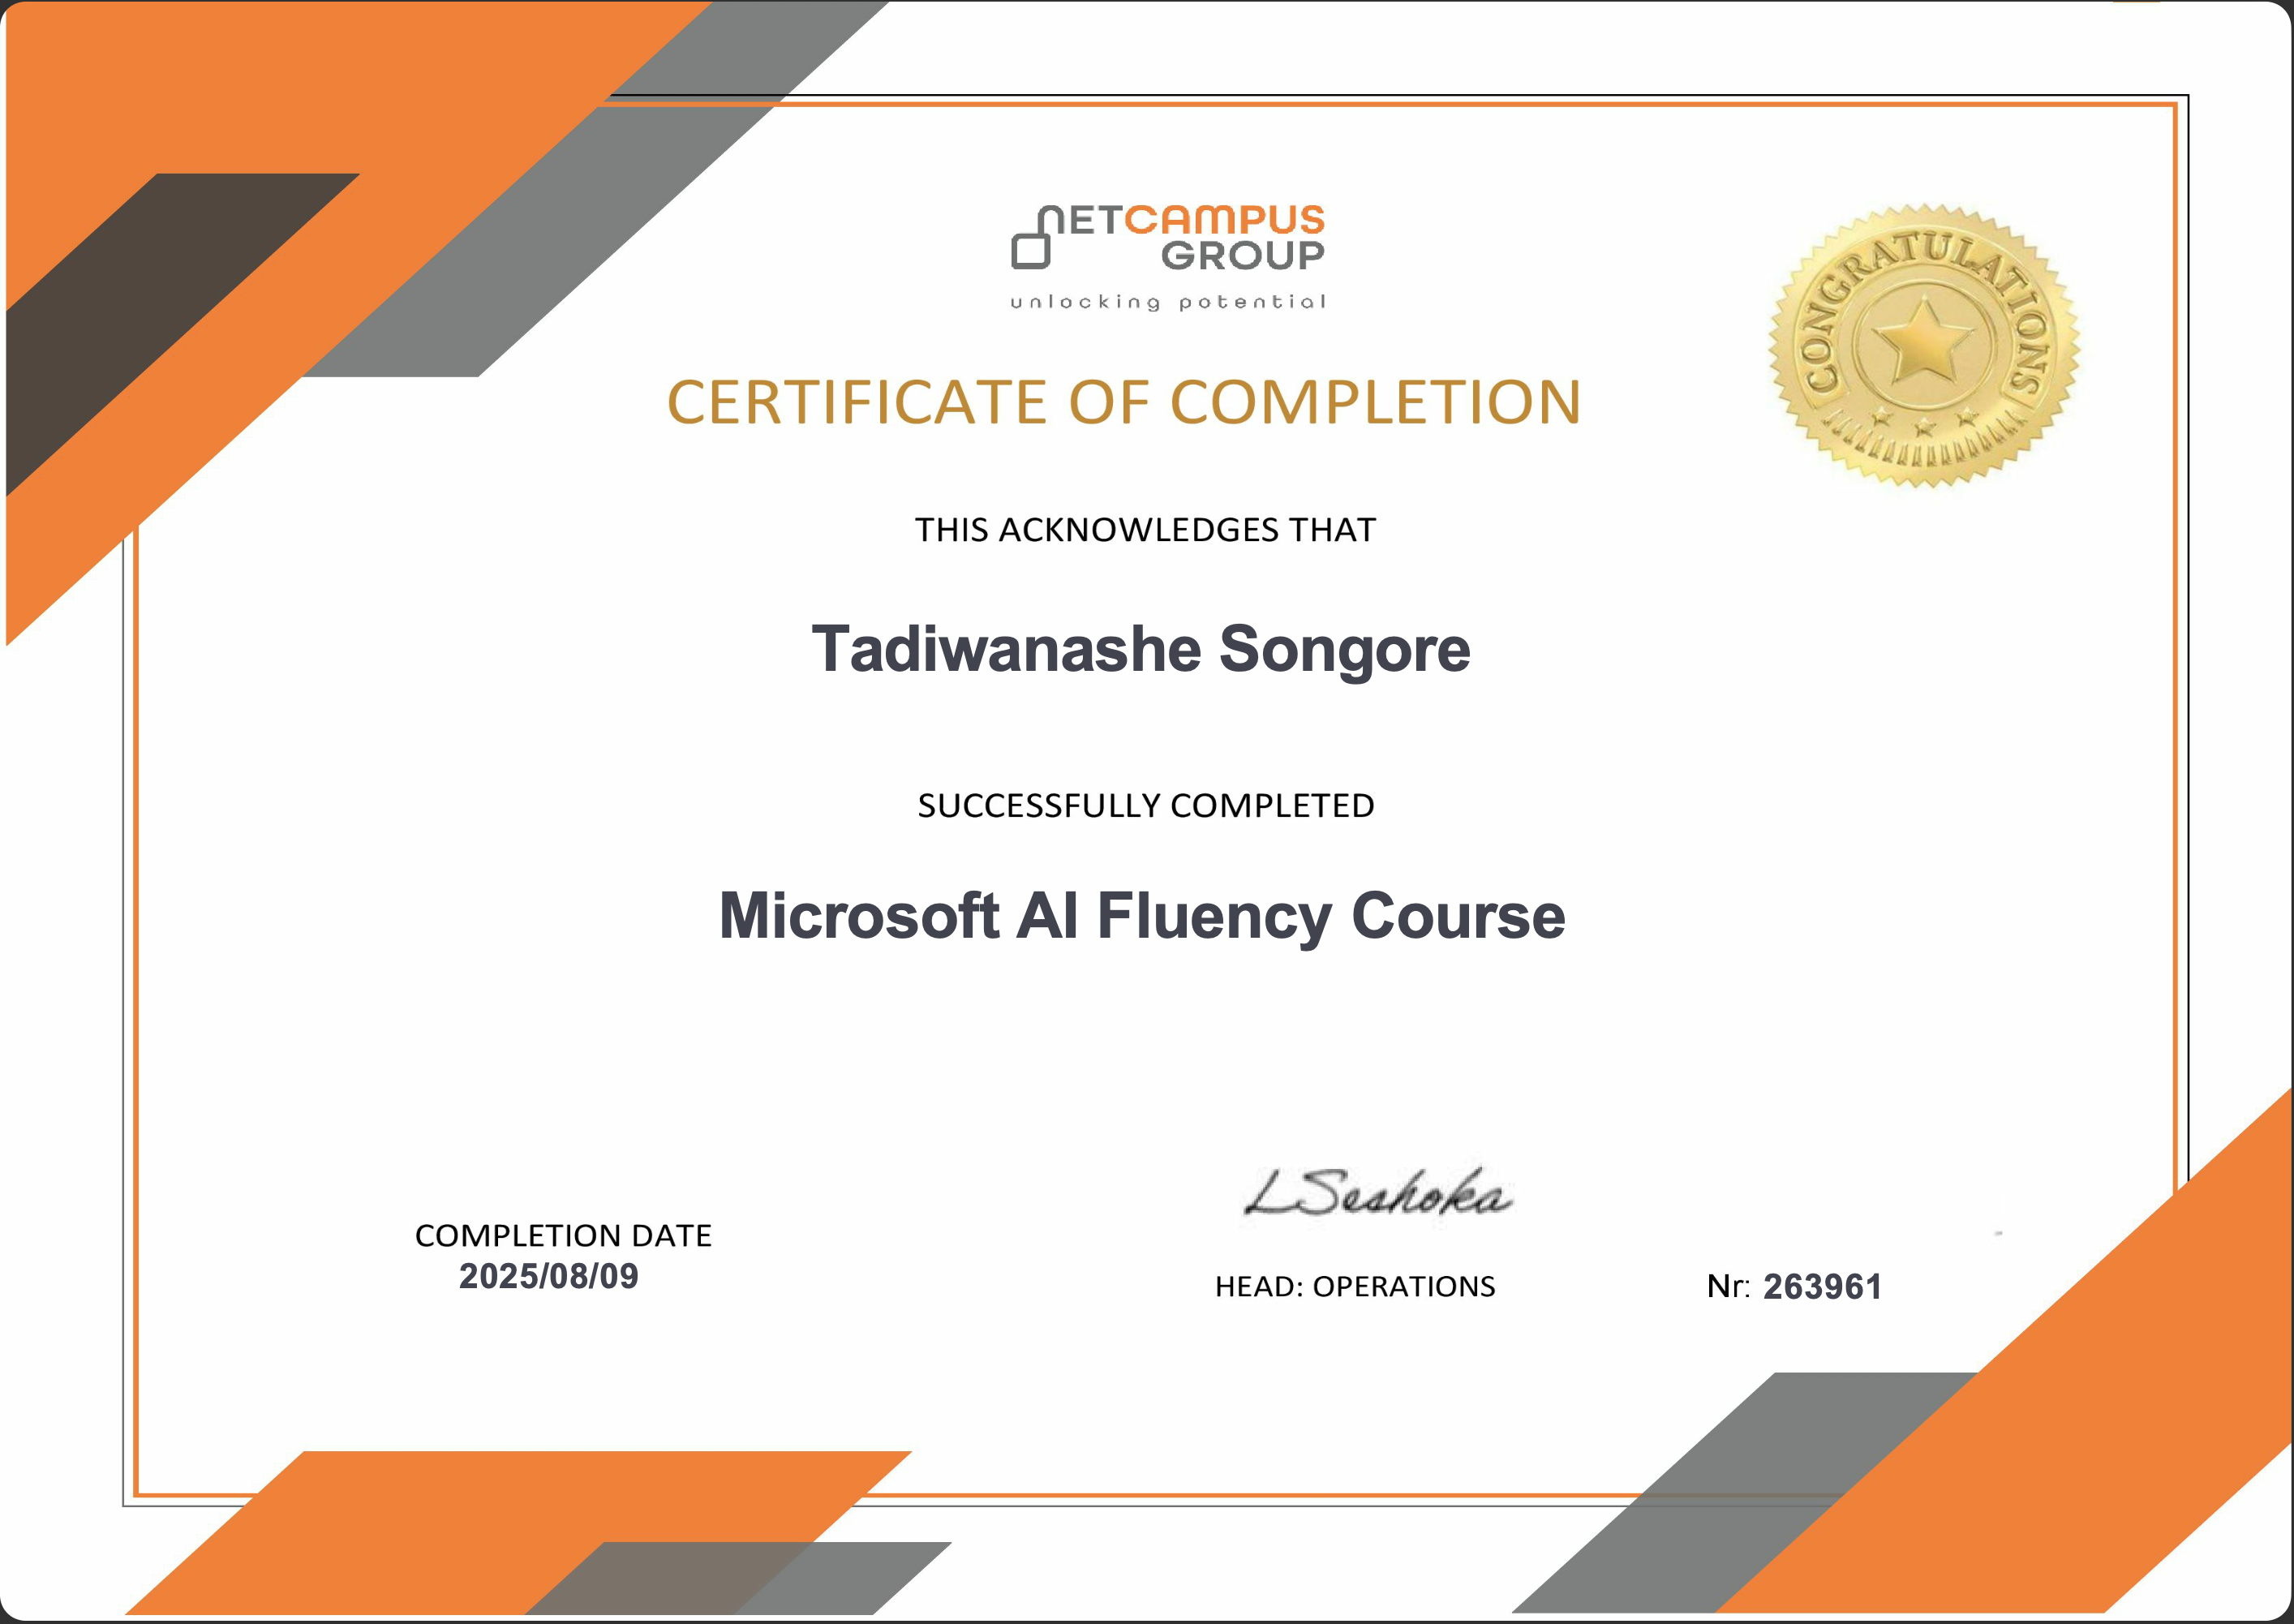 NETCAMPUS
GROUP
unlocking potential
CONGRATULATIONS
CERTIFICATE OF COMPLETION
THIS ACKNOWLEDGES THAT
Tadiwanashe Songore
SUCCESSFULLY COMPLETED
Microsoft AI Fluency Course
LSeshoka
COMPLETION DATE
2025/08/09
HEAD: OPERATIONS
Nr: 263961